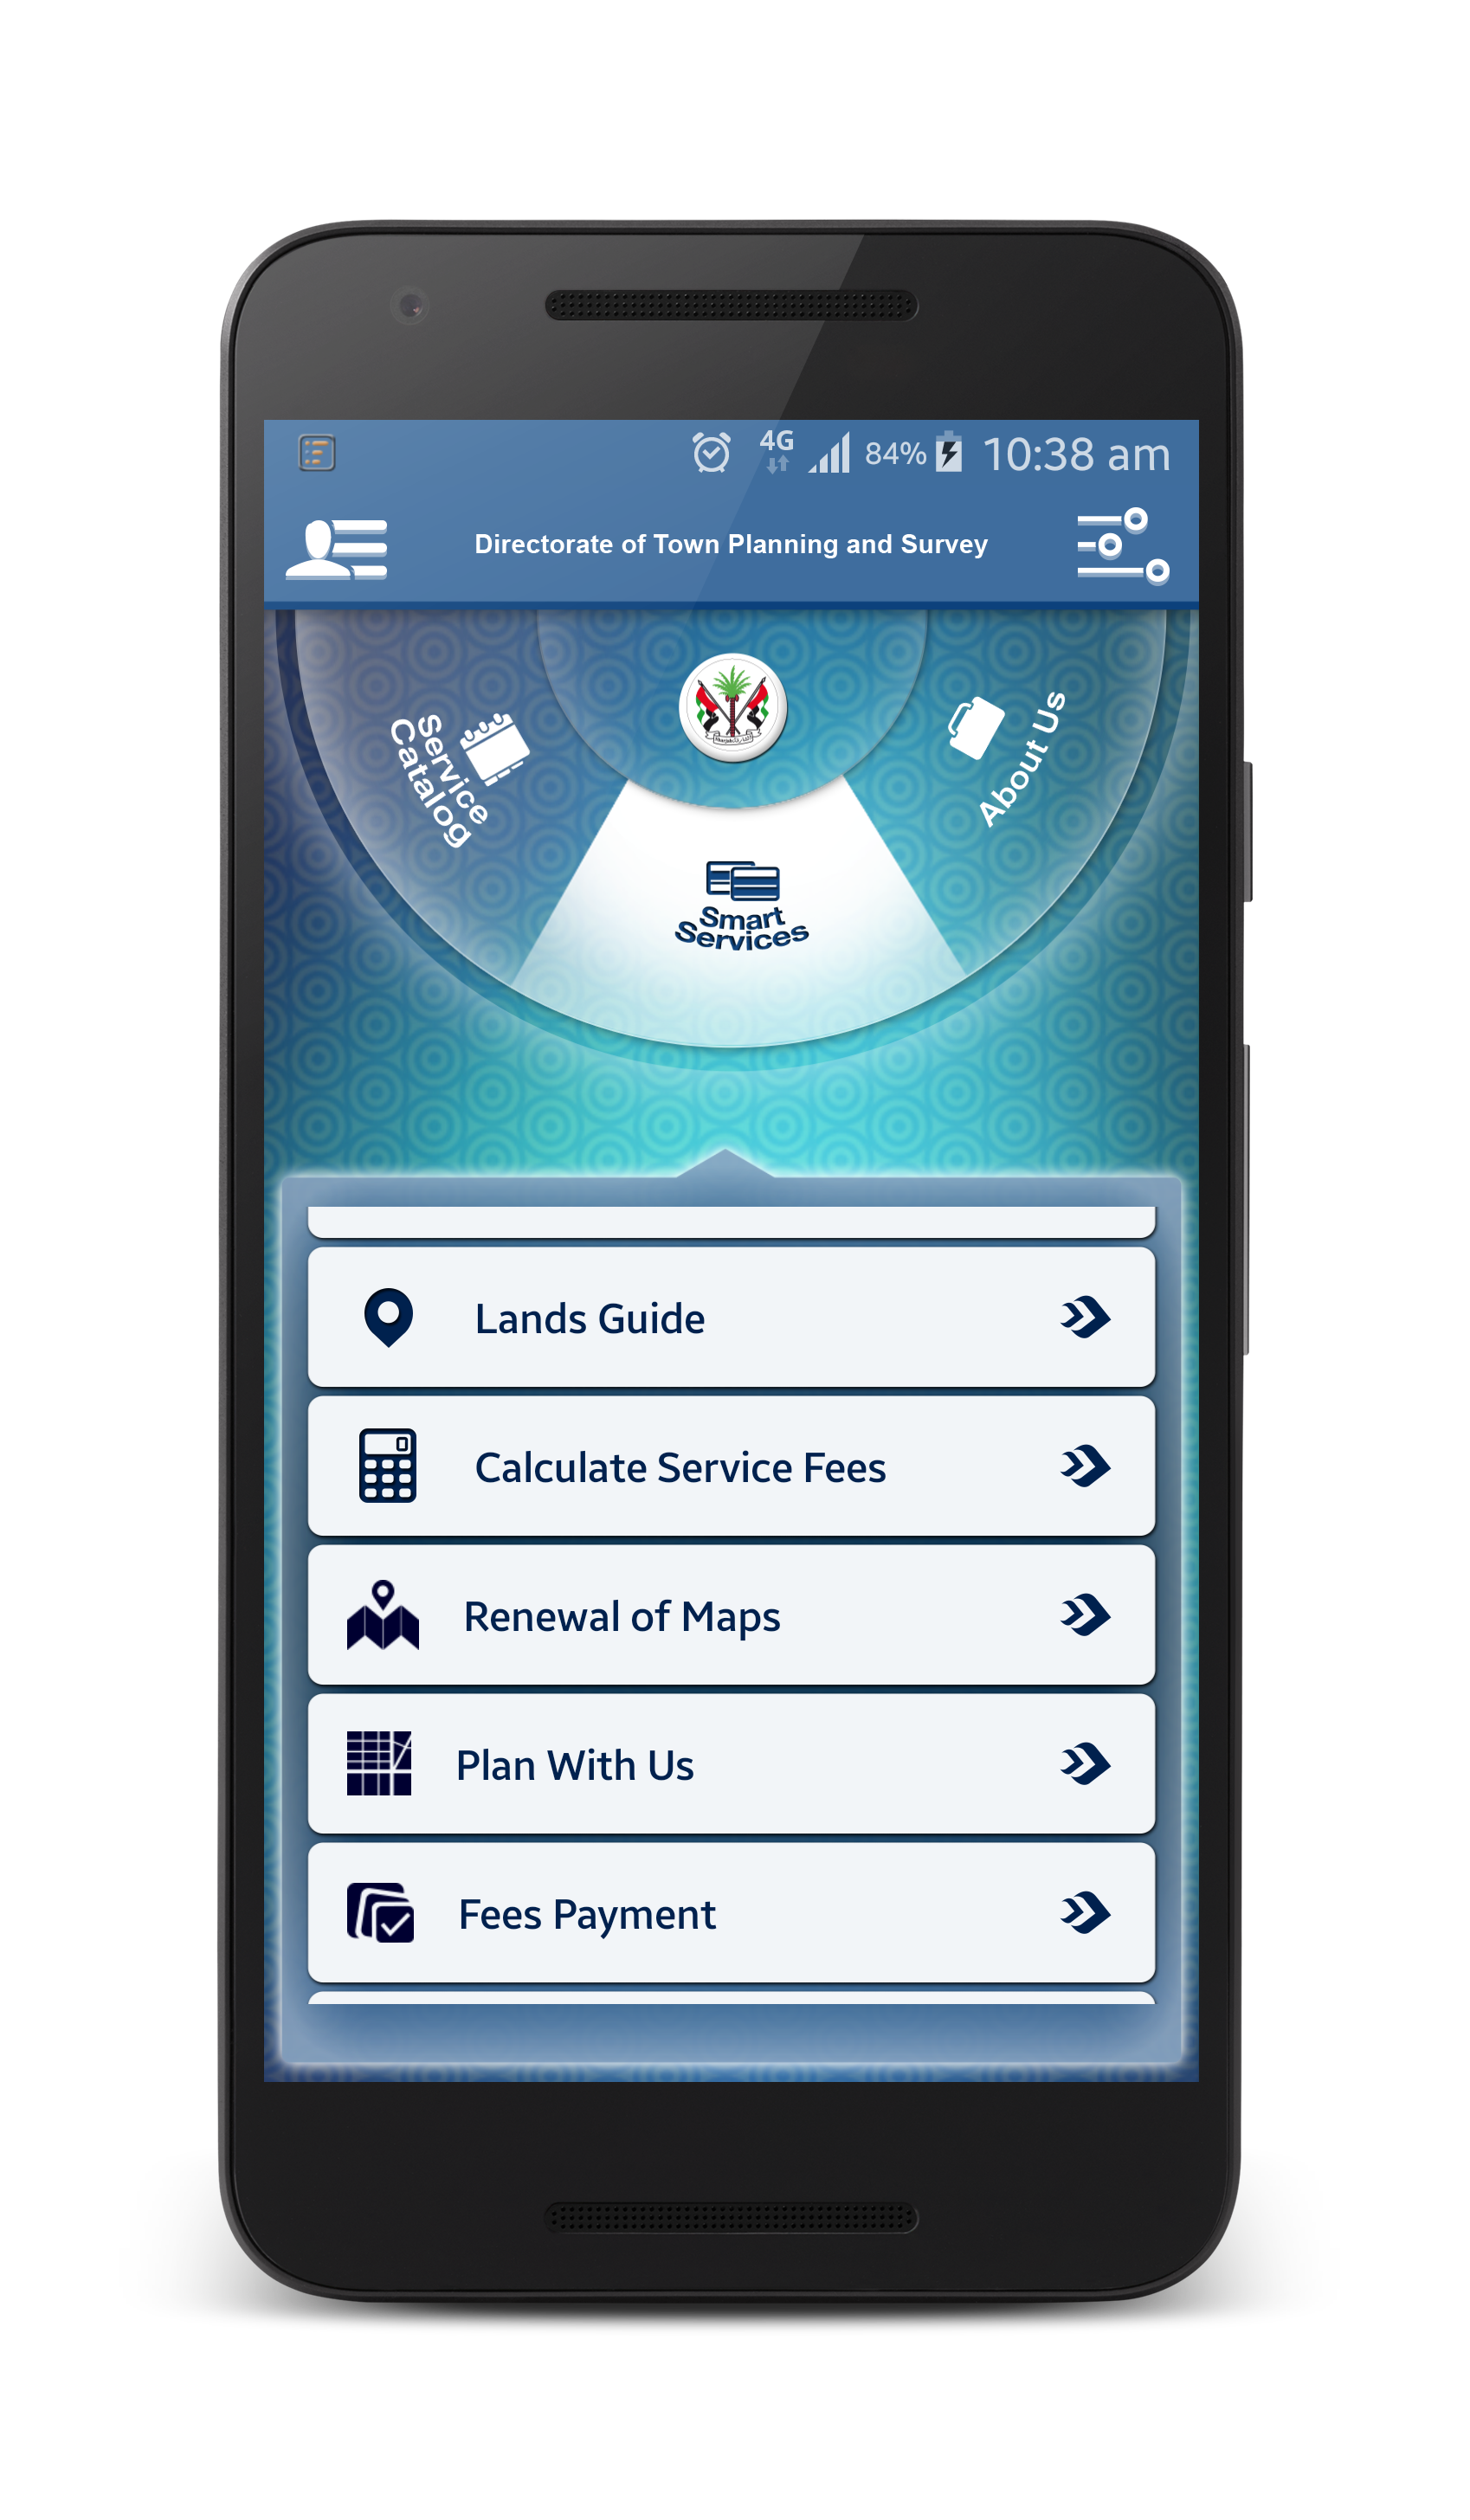 4G 84% 10:38 am
Directorate of Town Planning and Survey
Service
Catalog
About Us
Smart
Services
Lands Guide
Calculate Service Fees
Renewal of Maps
Plan With Us
Fees Payment